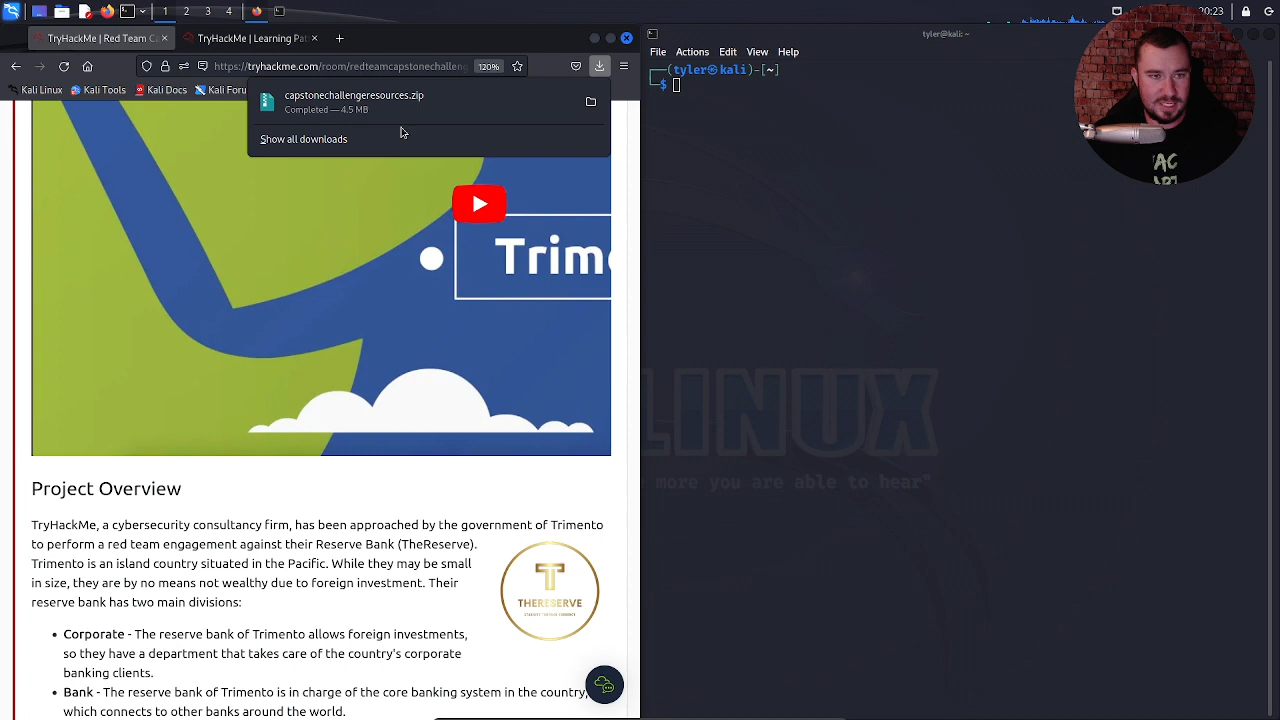 1 2 3 4
20:23
TryHackMe | Red Team Ca
TryHackMe | Learning Pat
https://tryhackme.com/room/redteamcapstonechalleng
120%
Kali Linux Kali Tools Kali Docs Kali
capstonechallengeresources.zip
Completed — 4.5 MB
Show all downloads
Trim
Project Overview
TryHackMe, a cybersecurity consultancy firm, has been approached by the government of Trimento
to perform a red team engagement against their Reserve Bank (TheReserve).
Trimento is an island country situated in the Pacific. While they may be small
in size, they are by no means not wealthy due to foreign investment. Their
reserve bank has two main divisions:
T
THERESERVE
• Corporate - The reserve bank of Trimento allows foreign investments,
so they have a department that takes care of the country's corporate
banking clients.
• Bank - The reserve bank of Trimento is in charge of the core banking system in the country,
which connects to other banks around the world.
tyler@kali: ~
File Actions Edit View Help
(tyler㉿kali)-[~]
$
LINUX
more you are able to hear"